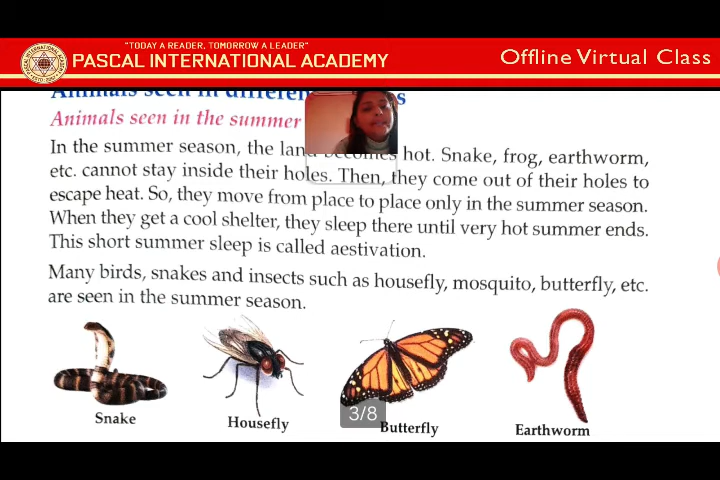 "TODAY A READER, TOMORROW A LEADER"
PASCAL INTERNATIONAL ACADEMY
Offline Virtual Class
Animals seen in the summer
In the summer season, the land becomes hot. Snake, frog, earthworm,
etc. cannot stay inside their holes. Then, they come out of their holes to
escape heat. So, they move from place to place only in the summer season.
When they get a cool shelter, they sleep there until very hot summer ends.
This short summer sleep is called aestivation.
Many birds, snakes and insects such as housefly, mosquito, butterfly, etc.
are seen in the summer season.
Snake
Housefly
3/8
Butterfly
Earthworm